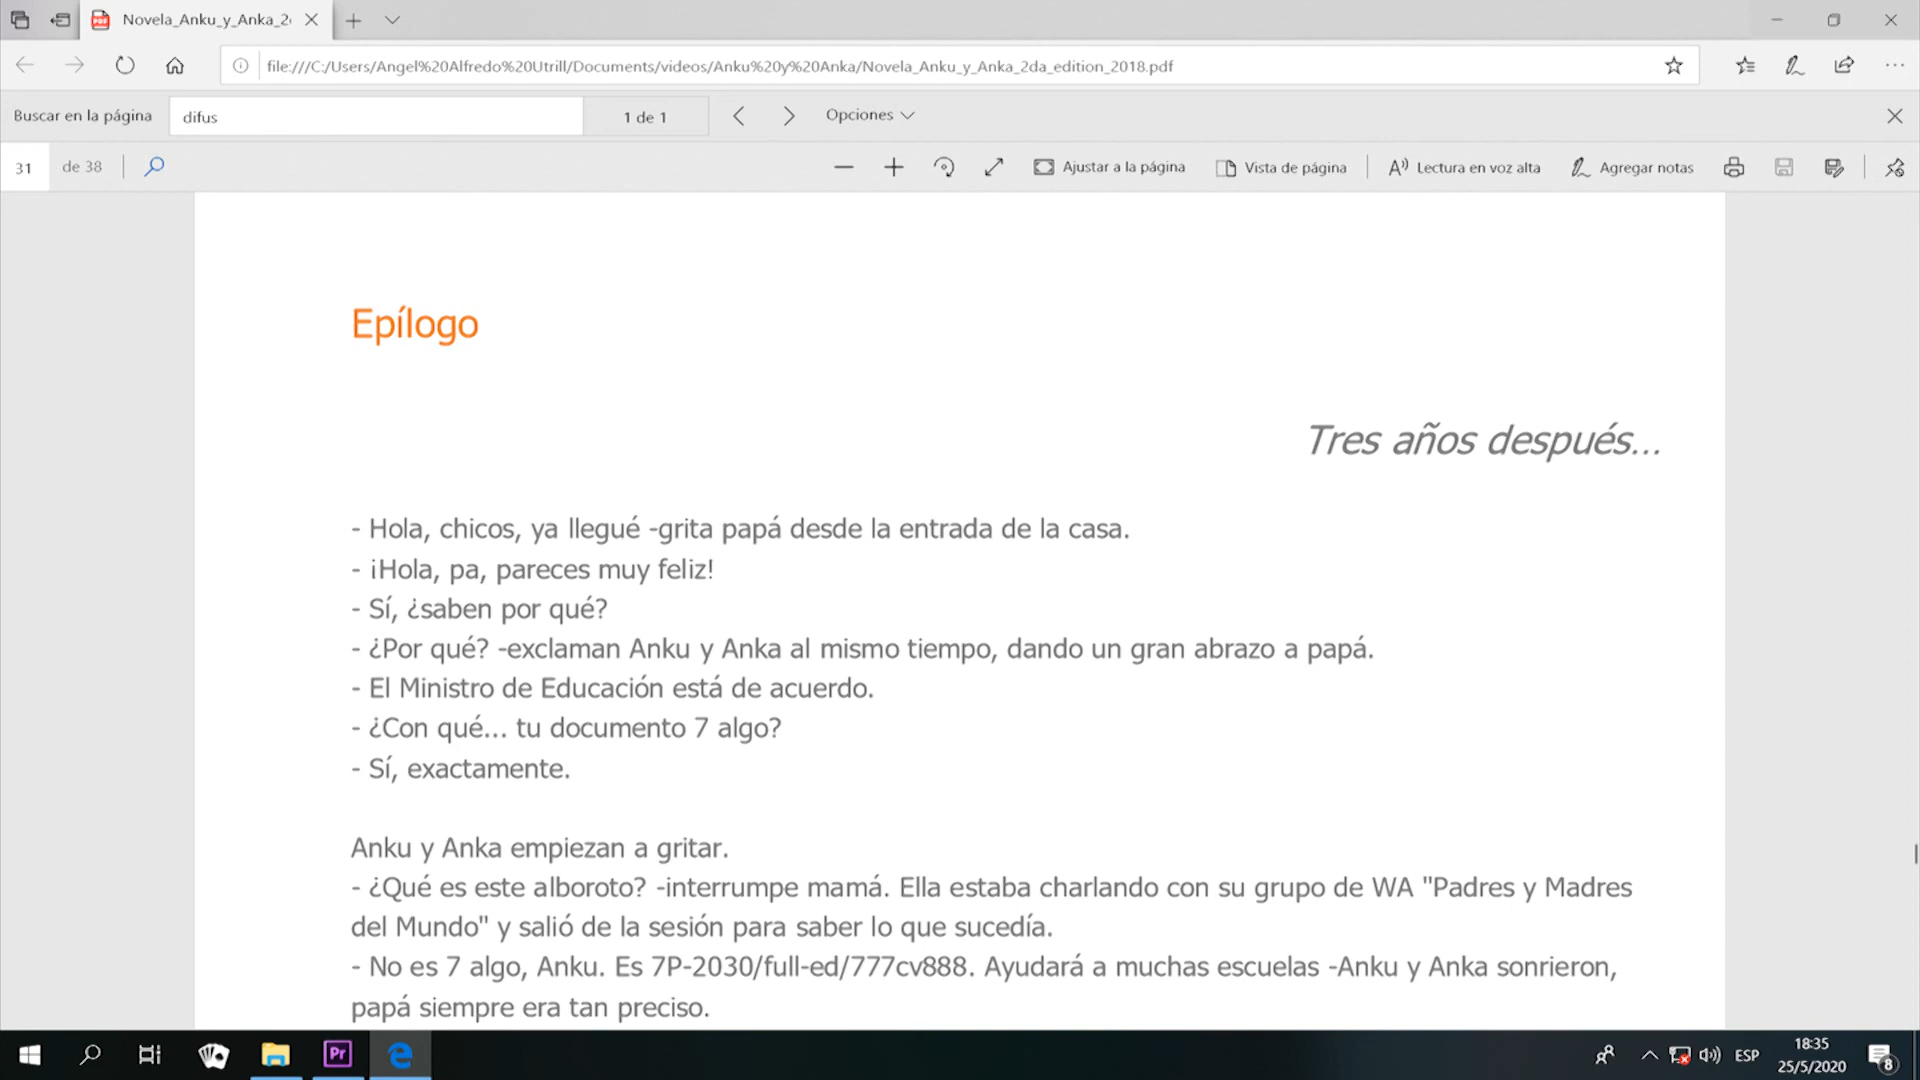 Novela_Anku_y_Anka_2
file:///C:/Users/Angel%20Alfredo%20Utrill/Documents/videos/Anku%20y%20Anka/Novela_Anku_y_Anka_2da_edition_2018.pdf
Buscar en la página
difus
1 de 1
Opciones
31
de 38
Ajustar a la página
Vista de página
Lectura en voz alta
Agregar notas
Epílogo
Tres años después...
- Hola, chicos, ya llegué -grita papá desde la entrada de la casa.
- ¡Hola, pa, pareces muy feliz!
- Sí, ¿saben por qué?
- ¿Por qué? -exclaman Anku y Anka al mismo tiempo, dando un gran abrazo a papá.
- El Ministro de Educación está de acuerdo.
- ¿Con qué... tu documento 7 algo?
- Sí, exactamente.
Anku y Anka empiezan a gritar.
- ¿Qué es este alboroto? -interrumpe mamá. Ella estaba charlando con su grupo de WA "Padres y Madres
del Mundo" y salió de la sesión para saber lo que sucedía.
- No es 7 algo, Anku. Es 7P-2030/full-ed/777cv888. Ayudará a muchas escuelas -Anku y Anka sonrieron,
papá siempre era tan preciso.
Pr
ESP
18:35
25/5/2020
8